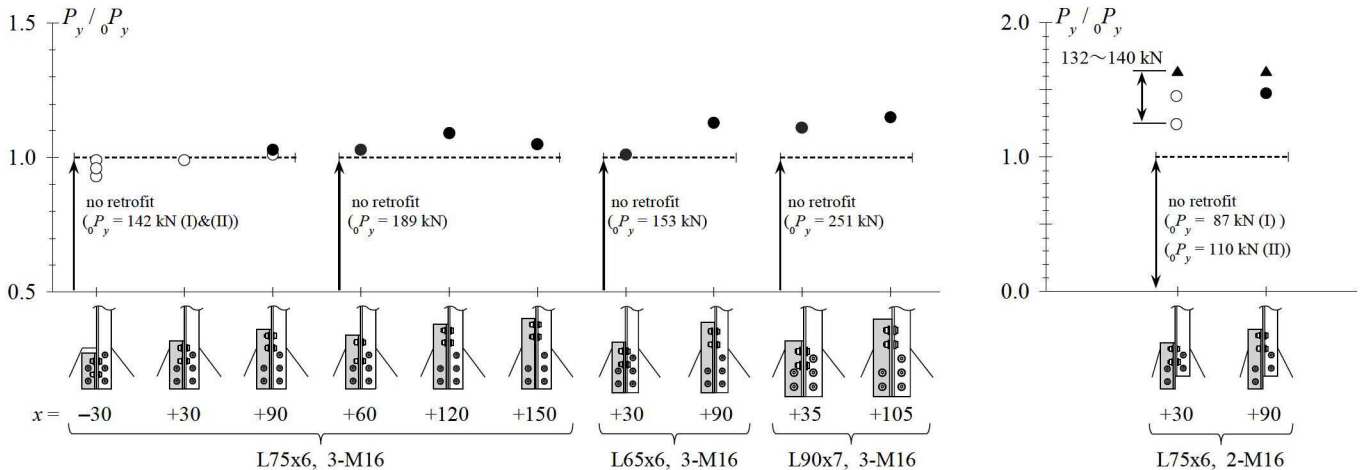 P_y / ₀P_y
1.5
1.0
0.5
no retrofit
(₀P_y = 142 kN (I)&(II))
no retrofit
(₀P_y = 189 kN)
no retrofit
(₀P_y = 153 kN)
no retrofit
(₀P_y = 251 kN)
x = −30 +30 +90 +60 +120 +150 +30 +90 +35 +105
L75x6, 3-M16 L65x6, 3-M16 L90x7, 3-M16
P_y / ₀P_y
2.0
132～140 kN
1.0
no retrofit
(₀P_y = 87 kN (I) )
(₀P_y = 110 kN (II))
0.0
+30 +90
L75x6, 2-M16